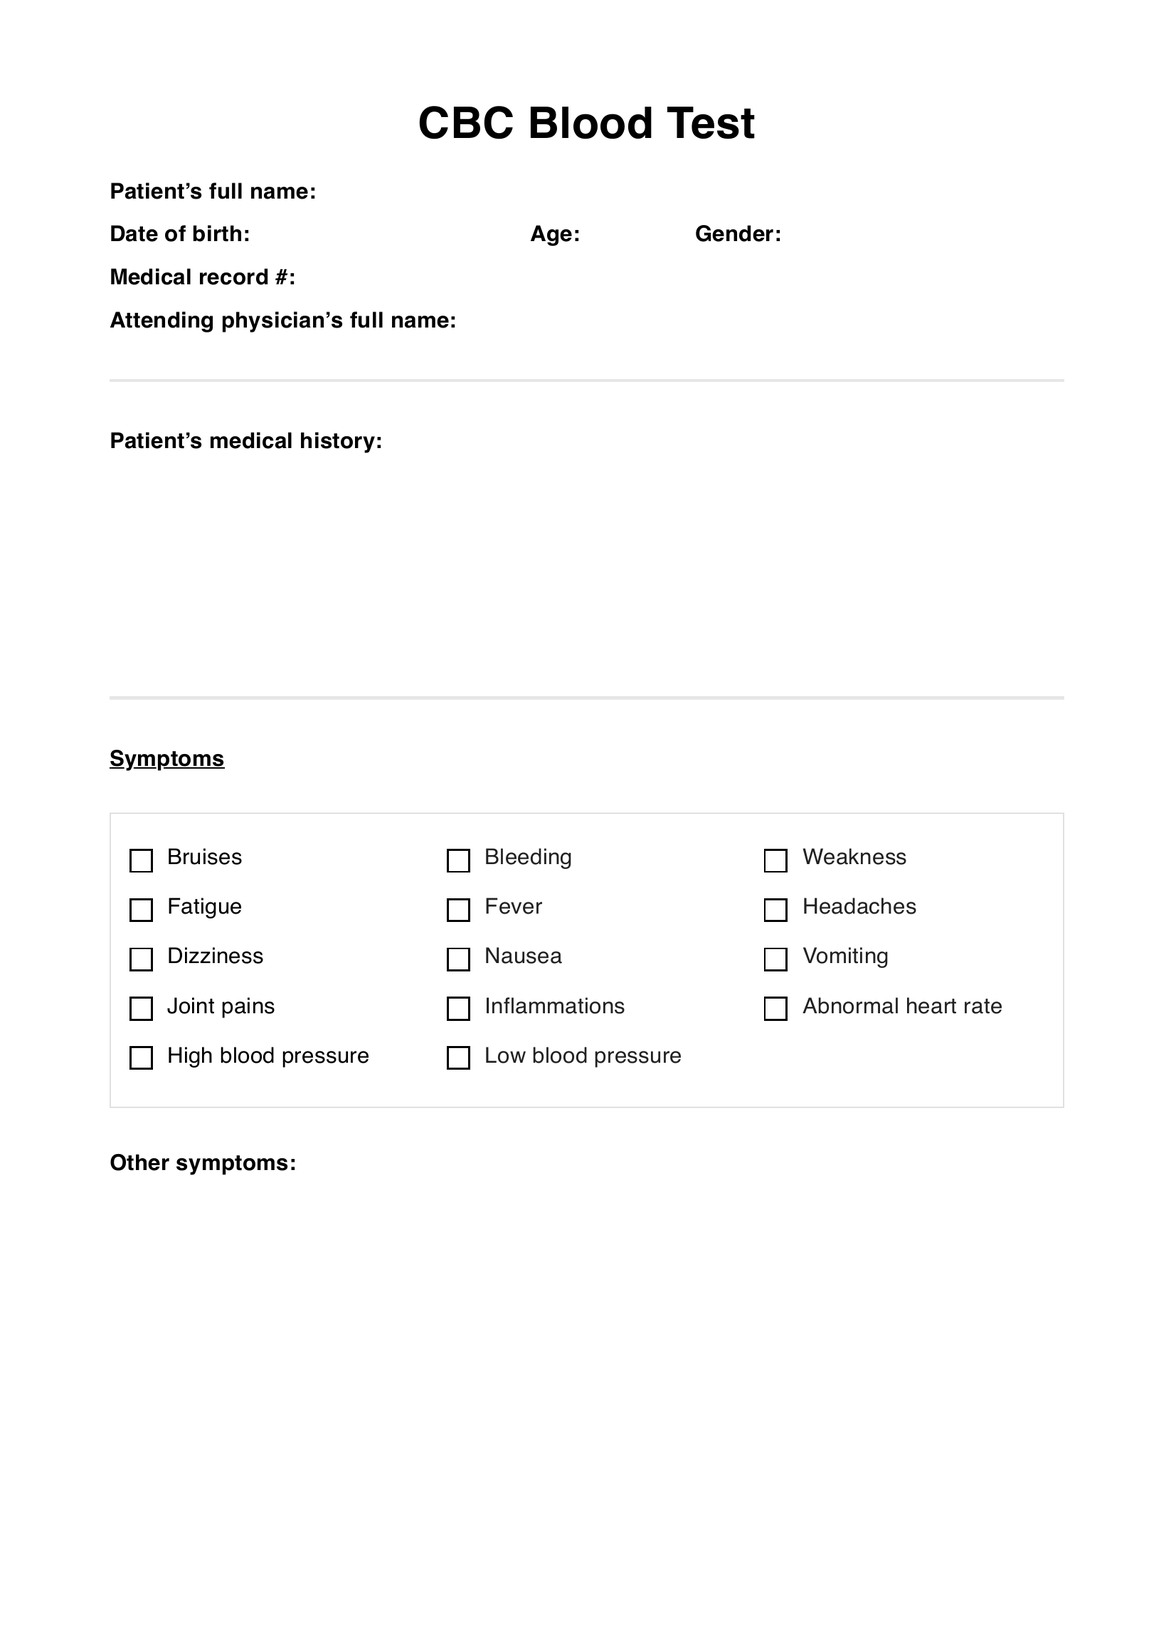 CBC Blood Test
Patient’s full name:
Date of birth: Age: Gender:
Medical record #:
Attending physician’s full name:
Patient’s medical history:
Symptoms
Bruises Bleeding Weakness
Fatigue Fever Headaches
Dizziness Nausea Vomiting
Joint pains Inflammations Abnormal heart rate
High blood pressure Low blood pressure
Other symptoms: